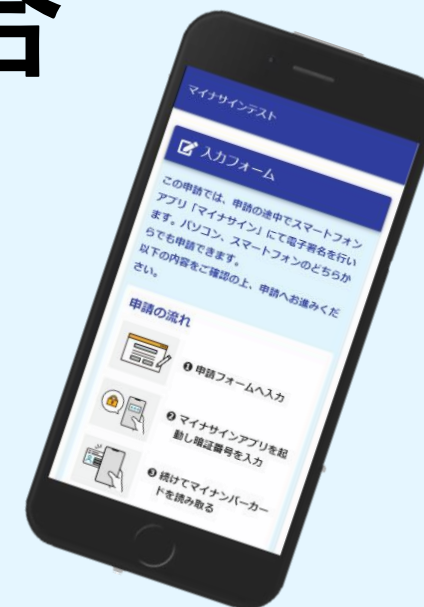 マイナサインテスト
入力フォーム
この申請では、申請の途中でスマートフォン
アプリ「マイナサイン」にて電子署名を行い
ます。パソコン、スマートフォンのどちらか
らでも申請できます。
以下の内容をご確認の上、申請へお進みくだ
さい。
申請の流れ
❶ 申請フォームへ入力
❷ マイナサインアプリを起
動し暗証番号を入力
❸ 続けてマイナンバーカー
ドを読み取る